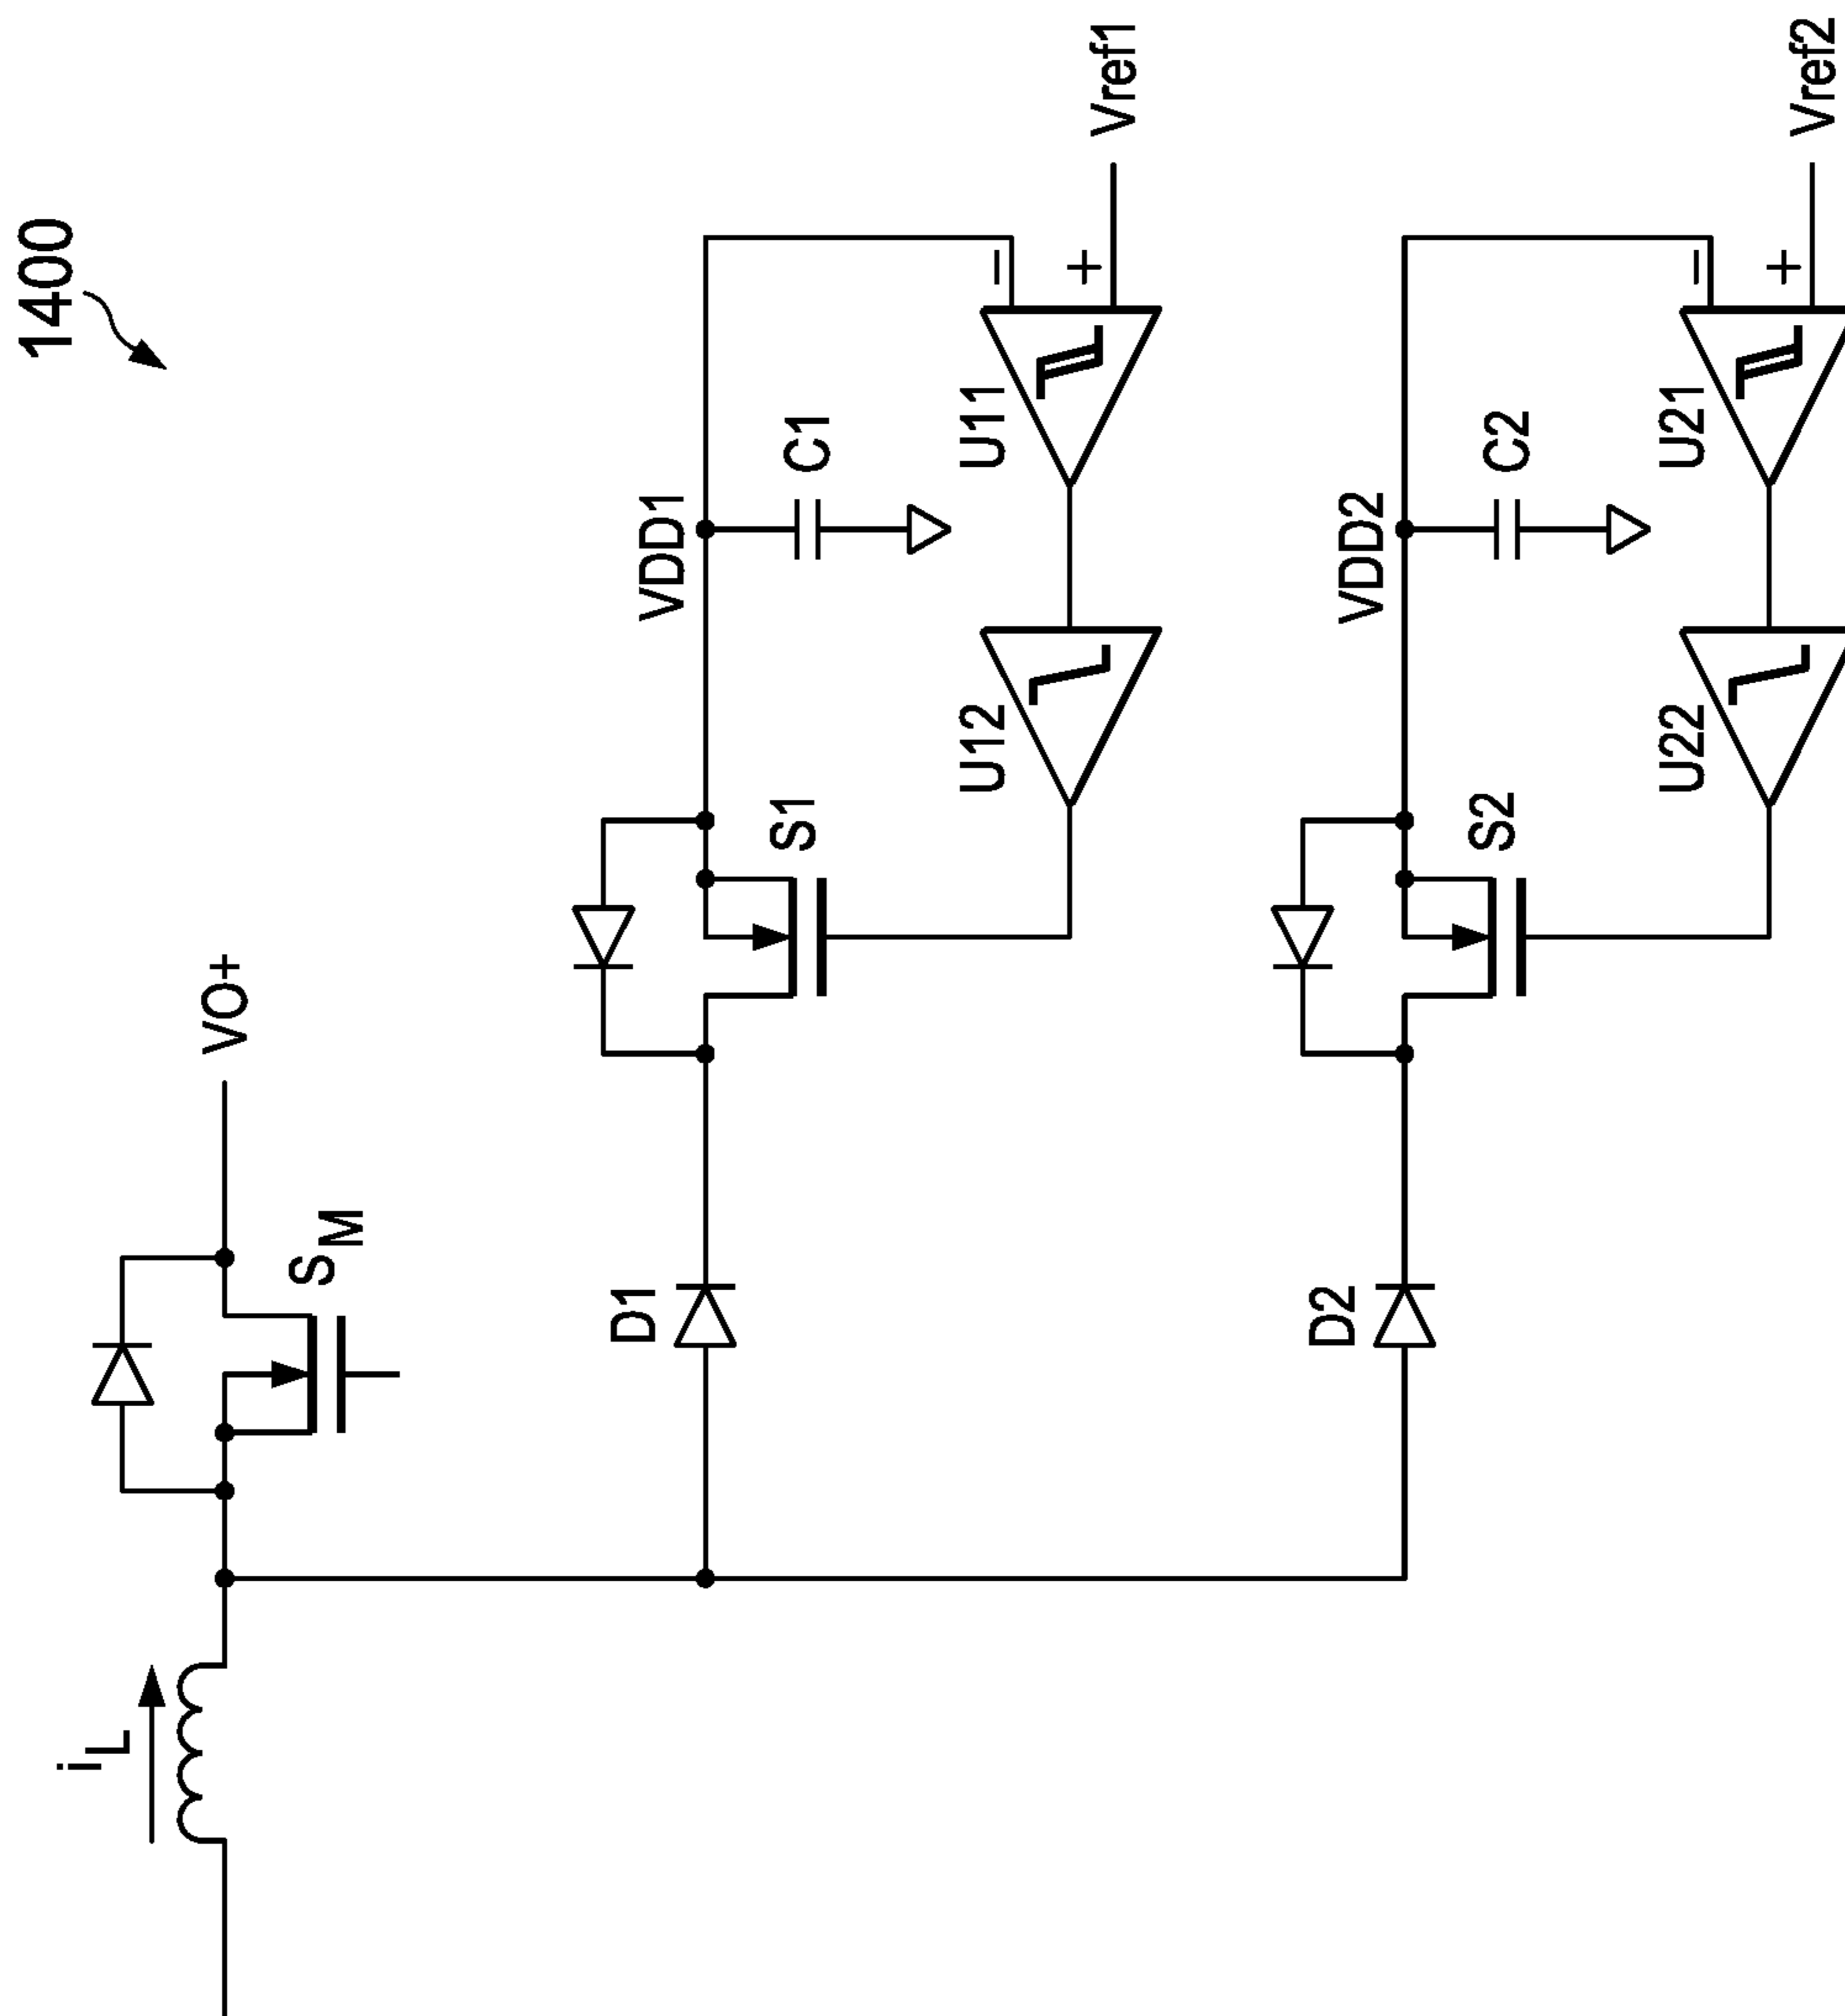 1400
iL
SM
VO+
D1
S1
VDD1
C1
U12
U11
−
+
Vref1
D2
S2
VDD2
C2
U22
U21
−
+
Vref2